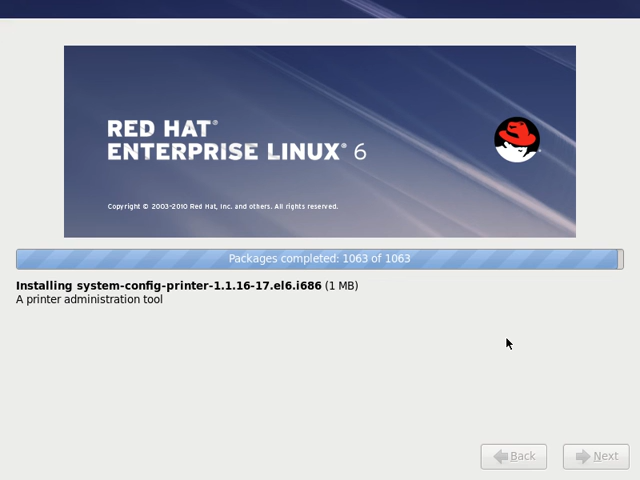 RED HAT®
ENTERPRISE LINUX® 6
Copyright © 2003-2010 Red Hat, Inc. and others. All rights reserved.
Packages completed: 1063 of 1063
Installing system-config-printer-1.1.16-17.el6.i686 (1 MB)
A printer administration tool
Back
Next